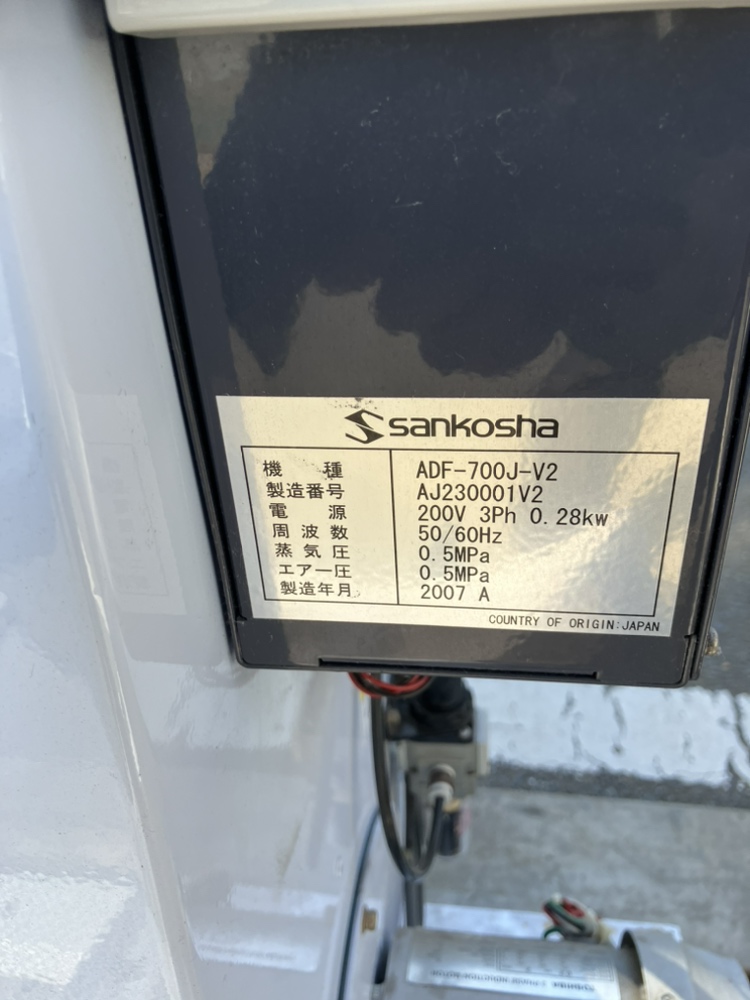 sankosha
機種 ADF-700J-V2
製造番号 AJ230001V2
電源 200V 3Ph 0.28kw
周波数 50/60Hz
蒸気圧 0.5MPa
エアー圧 0.5MPa
製造年月 2007 A
COUNTRY OF ORIGIN:JAPAN